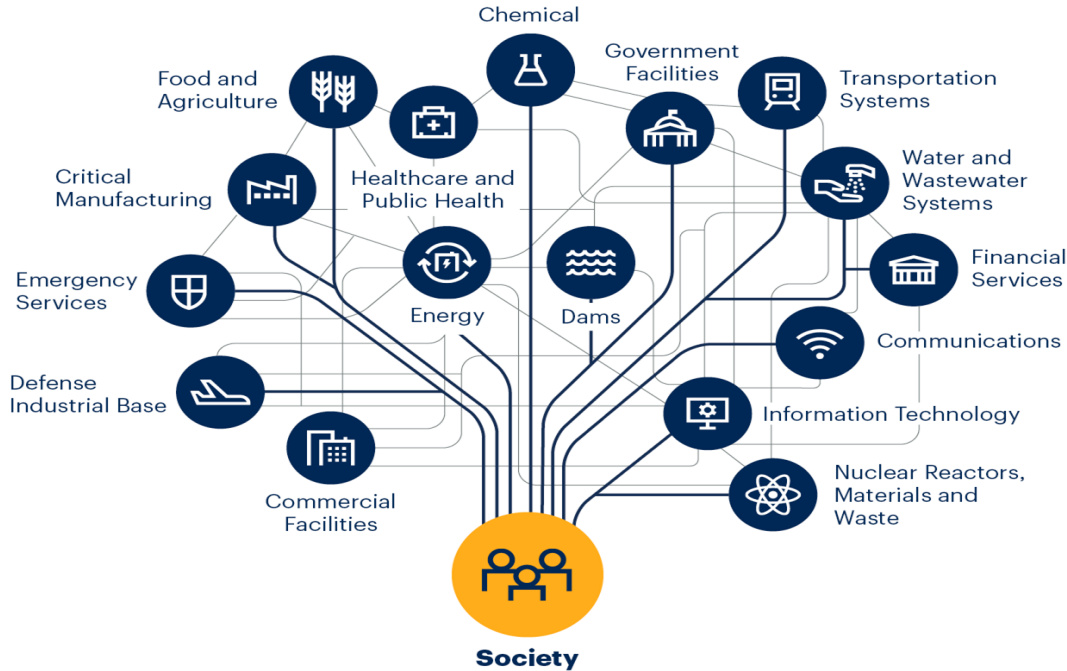 Chemical
Food and
Agriculture
Government
Facilities
Transportation
Systems
Critical
Manufacturing
Healthcare and
Public Health
Water and
Wastewater
Systems
Emergency
Services
Energy
Dams
Financial
Services
Communications
Defense
Industrial Base
Information Technology
Commercial
Facilities
Nuclear Reactors,
Materials and
Waste
Society